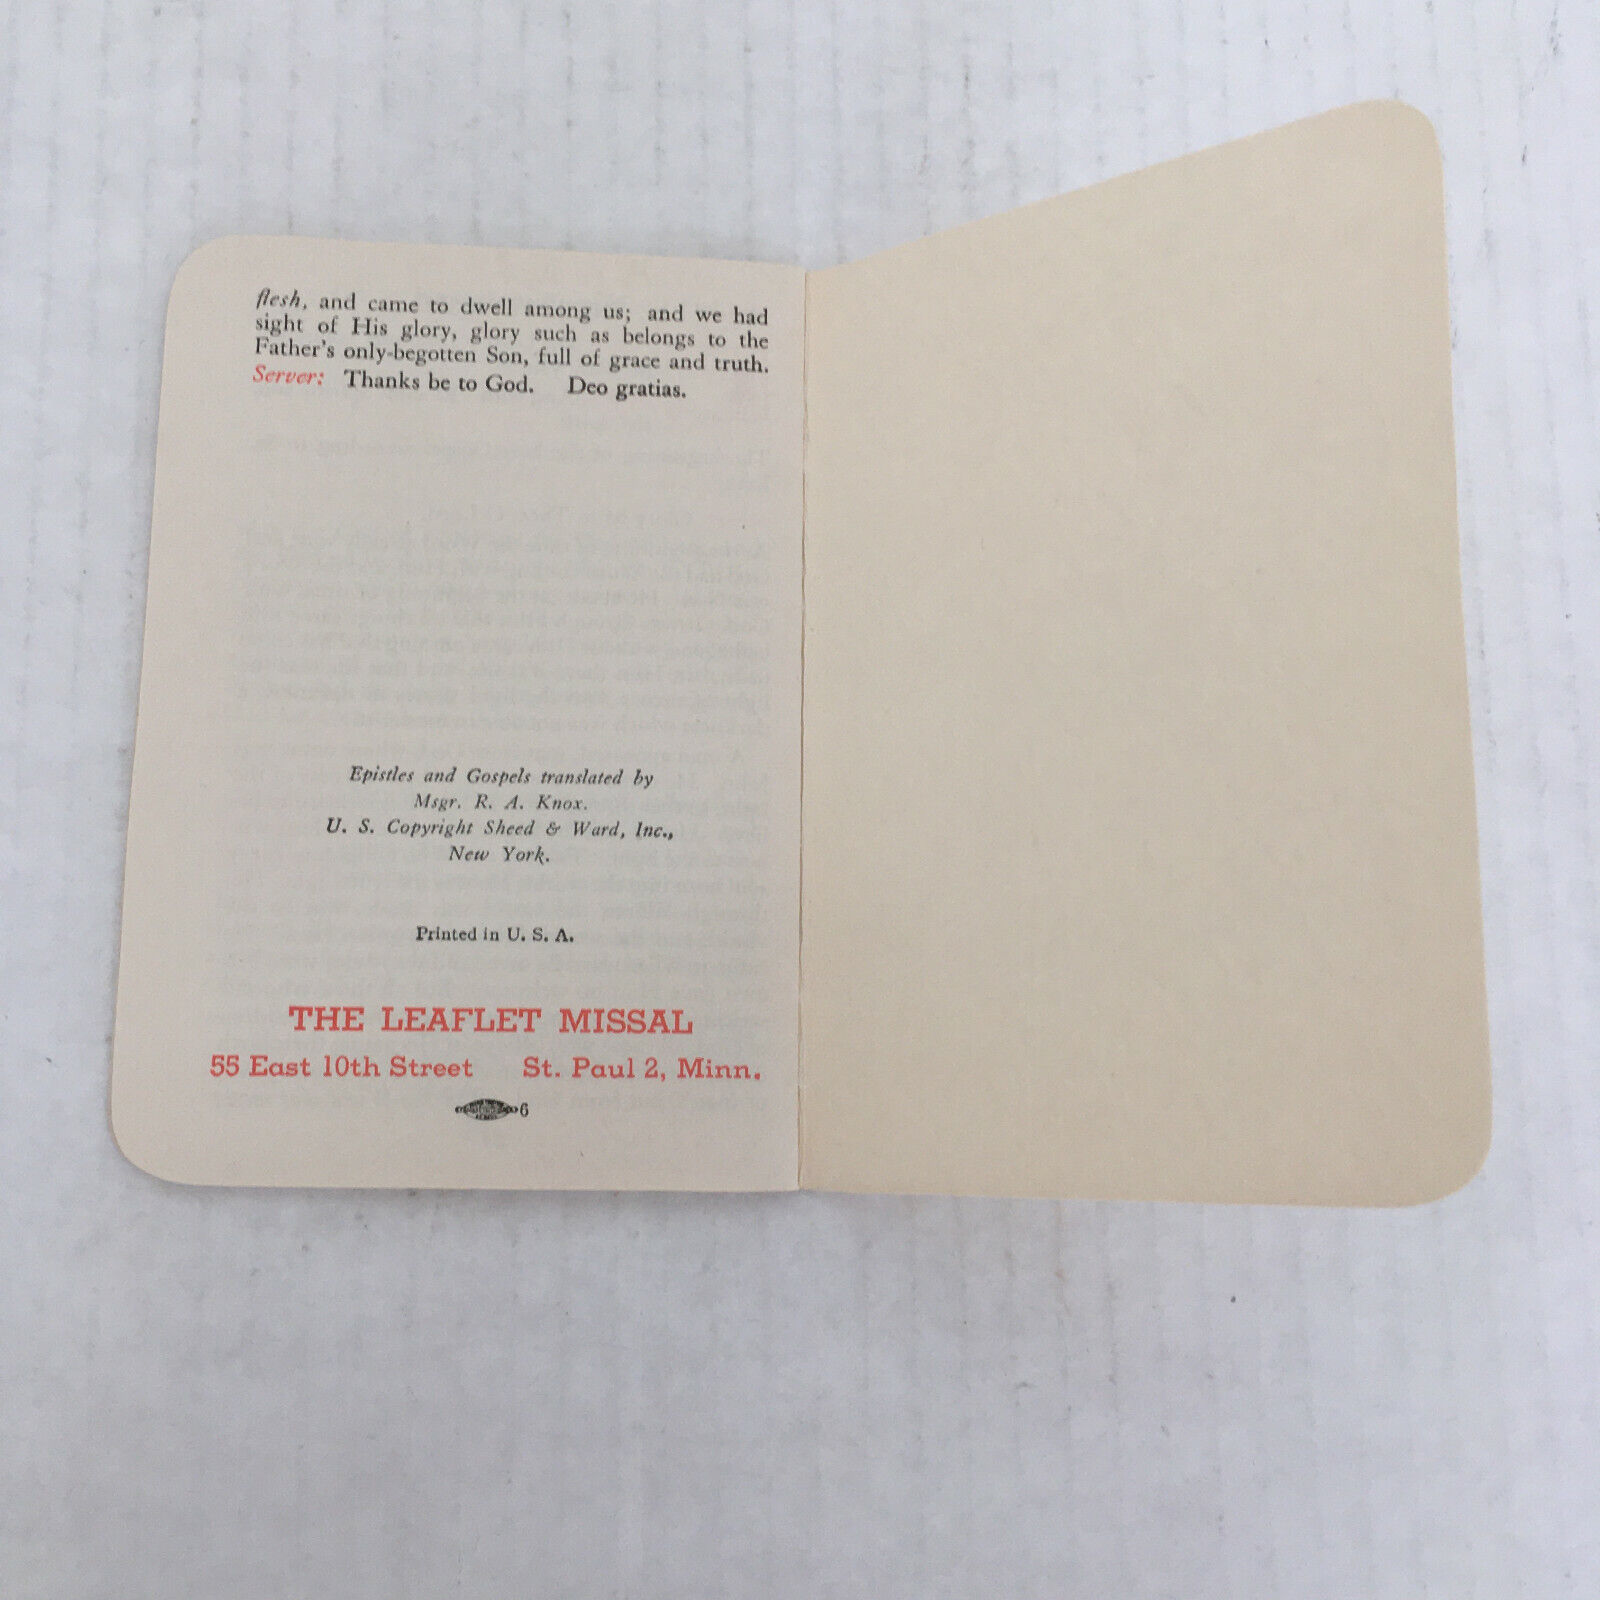 flesh, and came to dwell among us; and we had
sight of His glory, glory such as belongs to the
Father's only-begotten Son, full of grace and truth.
Server: Thanks be to God. Deo gratias.
Epistles and Gospels translated by
Msgr. R. A. Knox.
U. S. Copyright Sheed & Ward, Inc.,
New York.
Printed in U. S. A.
THE LEAFLET MISSAL
55 East 10th Street St. Paul 2, Minn.
6